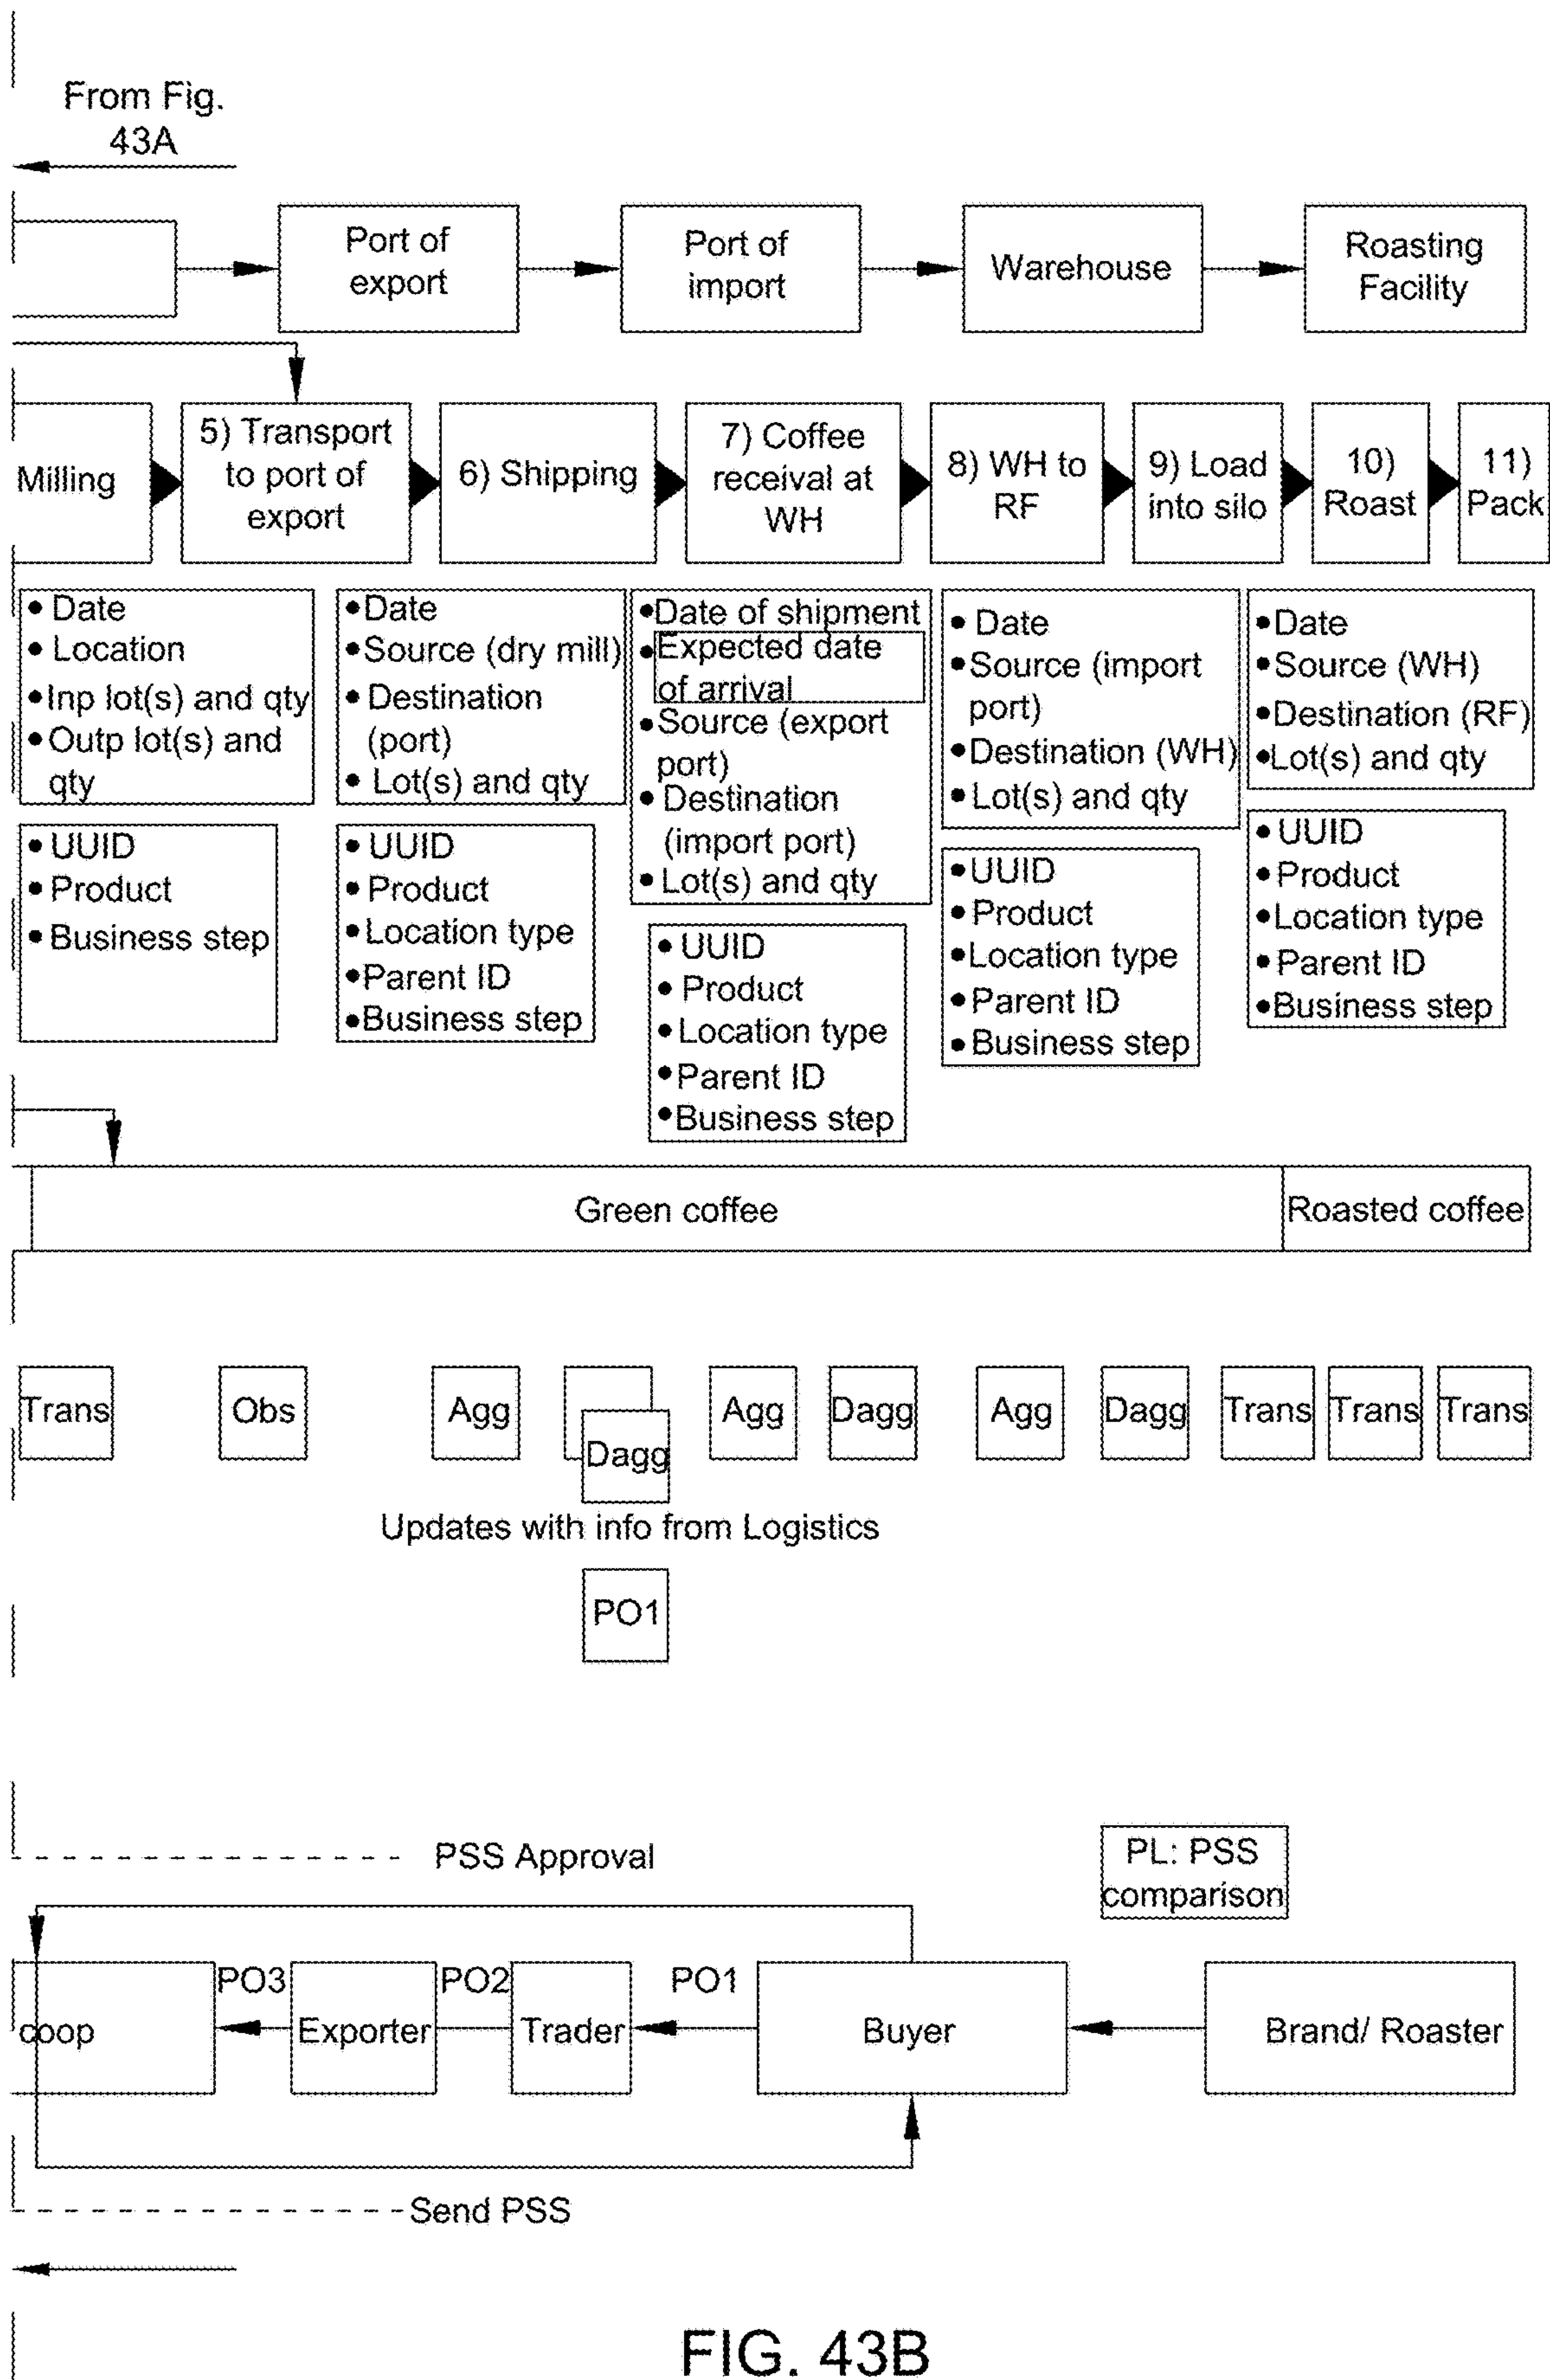 From Fig.
43A
Port of
export
Port of
import
Warehouse
Roasting
Facility
Milling
5) Transport
to port of
export
6) Shipping
7) Coffee
receival at
WH
8) WH to
RF
9) Load
into silo
10)
Roast
11)
Pack
• Date
• Location
• Inp lot(s) and qty
• Outp lot(s) and
qty
• Date
• Source (dry mill)
• Destination
(port)
• Lot(s) and qty
• Date of shipment
• Expected date
of arrival
• Source (export
port)
• Destination
(import port)
• Lot(s) and qty
• Date
• Source (import
port)
• Destination (WH)
• Lot(s) and qty
• Date
• Source (WH)
• Destination (RF)
• Lot(s) and qty
• UUID
• Product
• Business step
• UUID
• Product
• Location type
• Parent ID
• Business step
• UUID
• Product
• Location type
• Parent ID
• Business step
• UUID
• Product
• Location type
• Parent ID
• Business step
• UUID
• Product
• Location type
• Parent ID
• Business step
Green coffee
Roasted coffee
Trans
Obs
Agg
Dagg
Agg
Dagg
Agg
Dagg
Trans
Trans
Trans
Updates with info from Logistics
PO1
PSS Approval
PL: PSS
comparison
coop
PO3
Exporter
PO2
Trader
PO1
Buyer
Brand/ Roaster
Send PSS
FIG. 43B